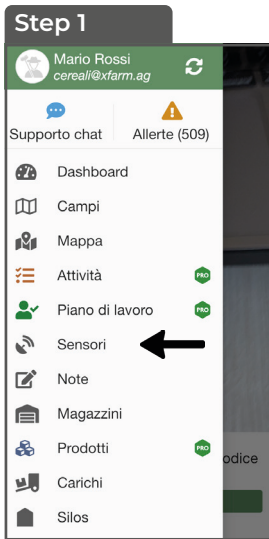 Step 1
Mario Rossi
cereali@xfarm.ag
Supporto chat
Allerte (509)
Dashboard
Campi
Mappa
Attività PRO
Piano di lavoro PRO
Sensori
Note
Magazzini
Prodotti PRO
odice
Carichi
Silos